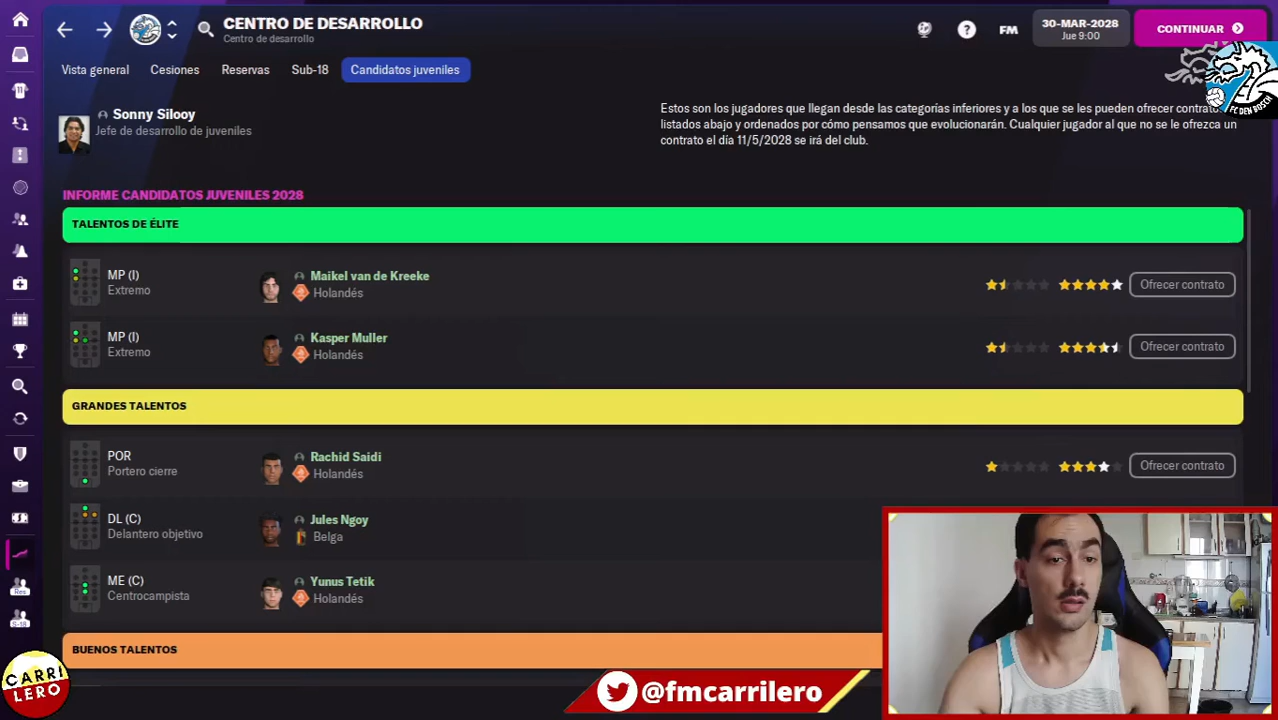 CENTRO DE DESARROLLO
Centro de desarrollo
FM
30-MAR-2028
Jue 9:00
CONTINUAR
FC DEN BOSCH
Vista general
Cesiones
Reservas
Sub-18
Candidatos juveniles
Sonny Silooy
Jefe de desarrollo de juveniles
Estos son los jugadores que llegan desde las categorías inferiores y a los que se les pueden ofrecer contrato
listados abajo y ordenados por cómo pensamos que evolucionarán. Cualquier jugador al que no se le ofrezca un
contrato el día 11/5/2028 se irá del club.
INFORME CANDIDATOS JUVENILES 2028
TALENTOS DE ÉLITE
MP (I)
Extremo
Maikel van de Kreeke
Holandés
Ofrecer contrato
MP (I)
Extremo
Kasper Muller
Holandés
Ofrecer contrato
GRANDES TALENTOS
POR
Portero cierre
Rachid Saidi
Holandés
Ofrecer contrato
DL (C)
Delantero objetivo
Jules Ngoy
Belga
ME (C)
Centrocampista
Yunus Tetik
Holandés
BUENOS TALENTOS
Res
S-18
CARRI
LERO
@fmcarrilero